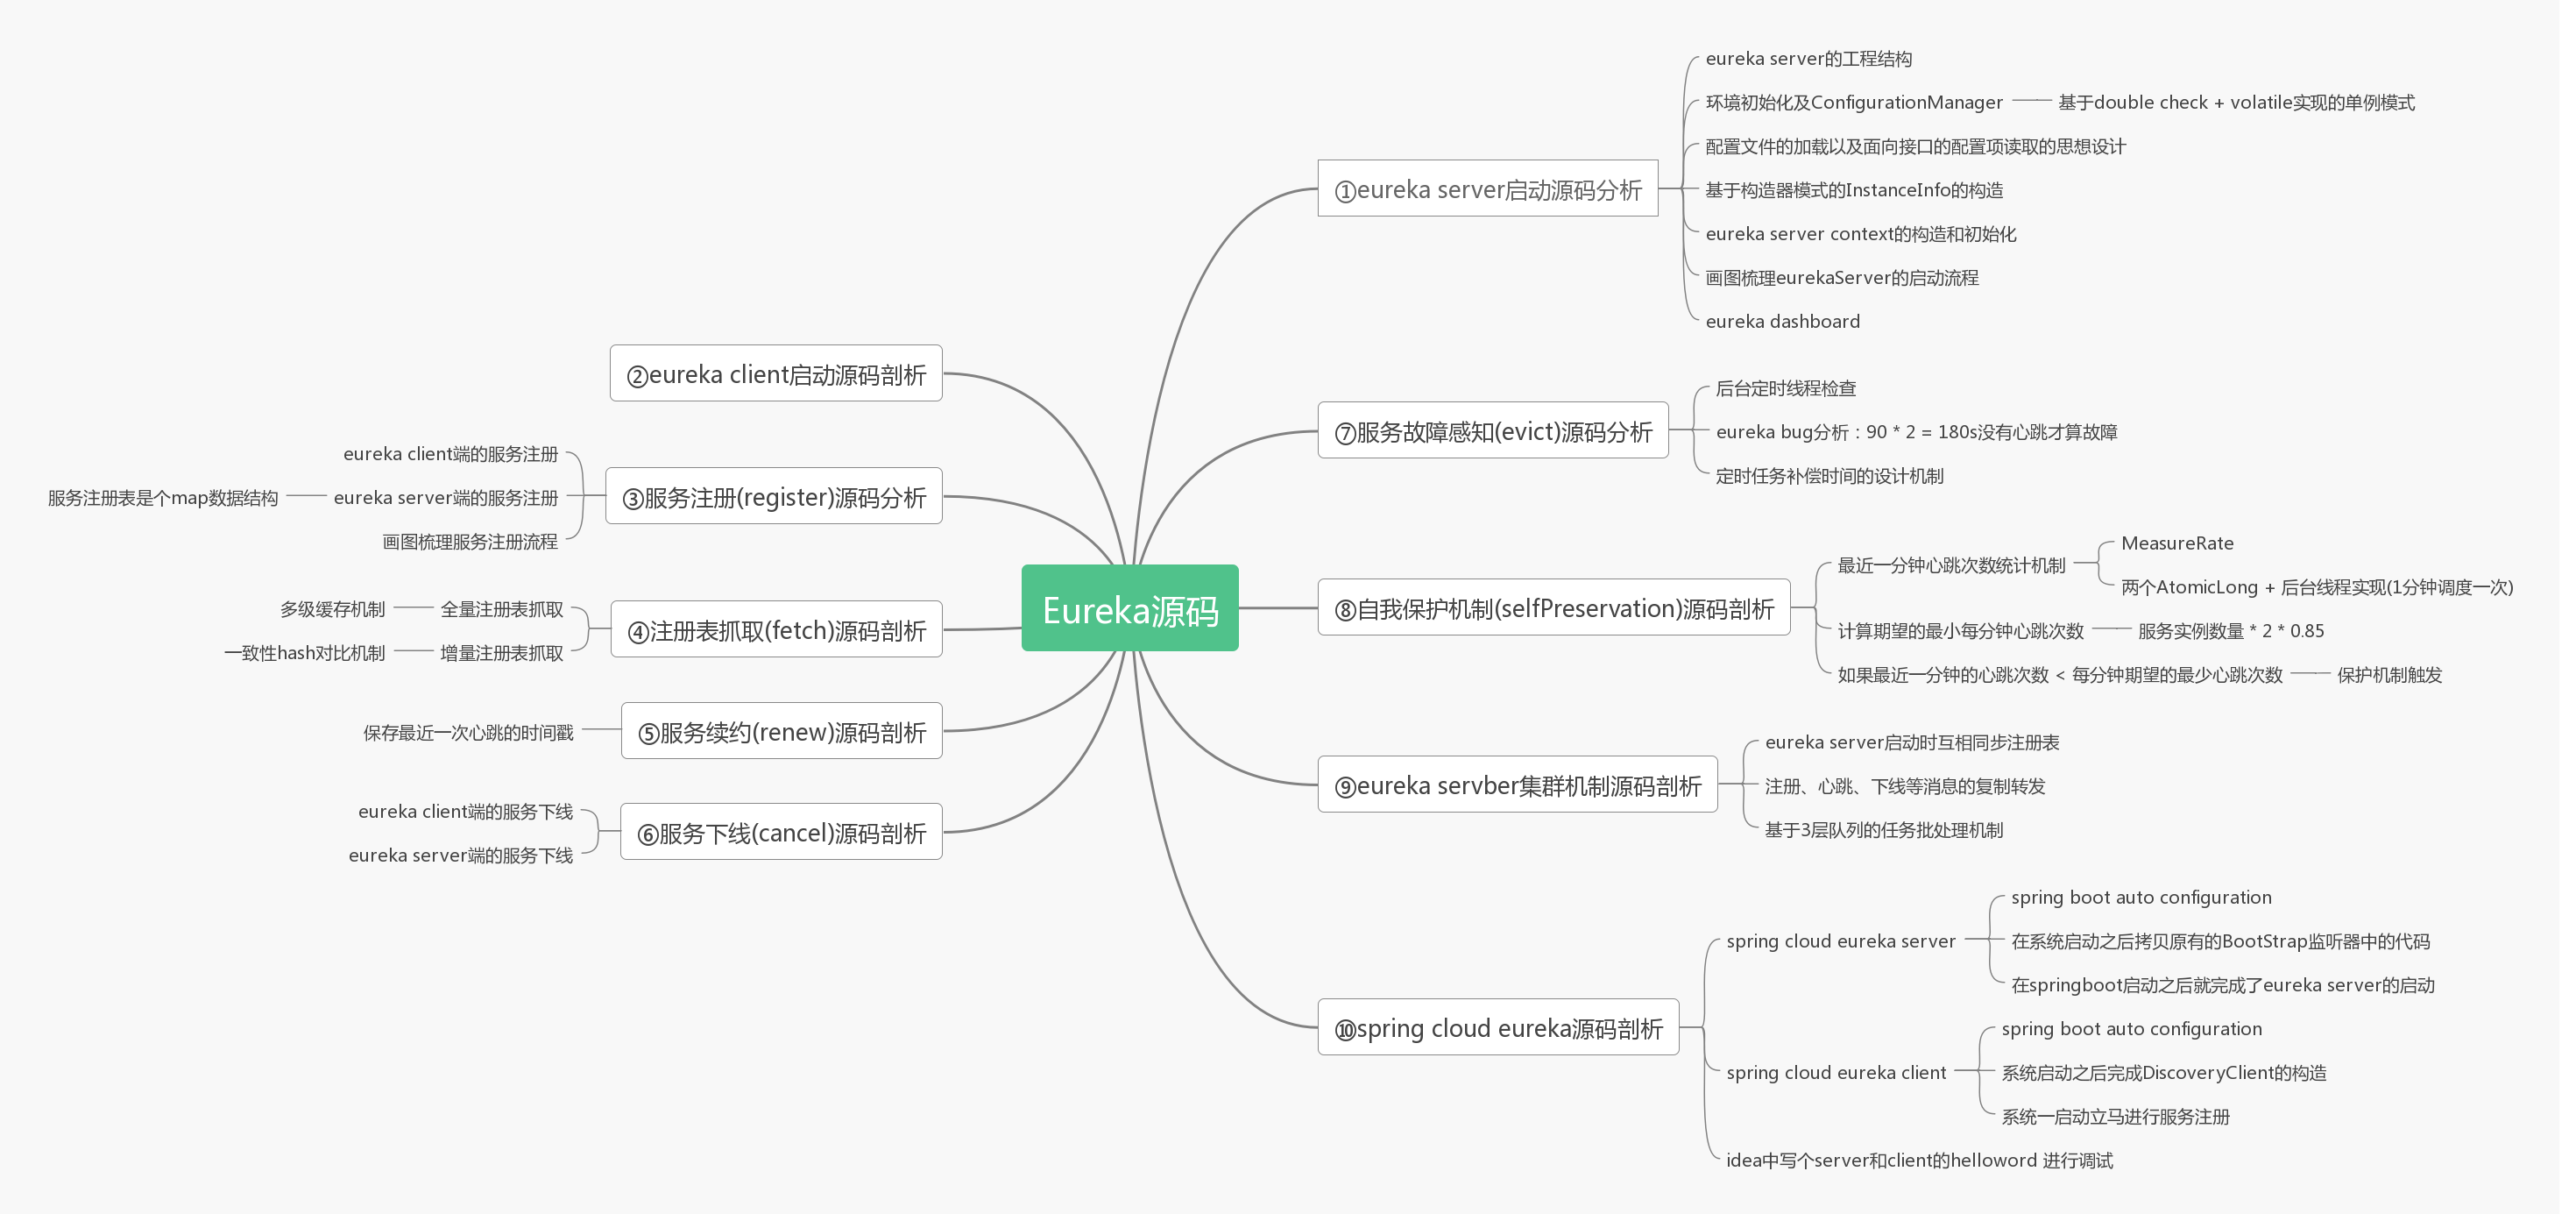 Eureka源码
①eureka server启动源码分析
eureka server的工程结构
环境初始化及ConfigurationManager
基于double check + volatile实现的单例模式
配置文件的加载以及面向接口的配置项读取的思想设计
基于构造器模式的InstanceInfo的构造
eureka server context的构造和初始化
画图梳理eurekaServer的启动流程
eureka dashboard
②eureka client启动源码剖析
③服务注册(register)源码分析
eureka client端的服务注册
eureka server端的服务注册
服务注册表是个map数据结构
画图梳理服务注册流程
④注册表抓取(fetch)源码剖析
全量注册表抓取
多级缓存机制
增量注册表抓取
一致性hash对比机制
⑤服务续约(renew)源码剖析
保存最近一次心跳的时间戳
⑥服务下线(cancel)源码剖析
eureka client端的服务下线
eureka server端的服务下线
⑦服务故障感知(evict)源码分析
后台定时线程检查
eureka bug分析：90 * 2 = 180s没有心跳才算故障
定时任务补偿时间的设计机制
⑧自我保护机制(selfPreservation)源码剖析
最近一分钟心跳次数统计机制
MeasureRate
两个AtomicLong + 后台线程实现(1分钟调度一次)
计算期望的最小每分钟心跳次数
服务实例数量 * 2 * 0.85
如果最近一分钟的心跳次数 < 每分钟期望的最少心跳次数
保护机制触发
⑨eureka servber集群机制源码剖析
eureka server启动时互相同步注册表
注册、心跳、下线等消息的复制转发
基于3层队列的任务批处理机制
⑩spring cloud eureka源码剖析
spring cloud eureka server
spring boot auto configuration
在系统启动之后拷贝原有的BootStrap监听器中的代码
在springboot启动之后就完成了eureka server的启动
spring cloud eureka client
spring boot auto configuration
系统启动之后完成DiscoveryClient的构造
系统一启动立马进行服务注册
idea中写个server和client的helloword 进行调试